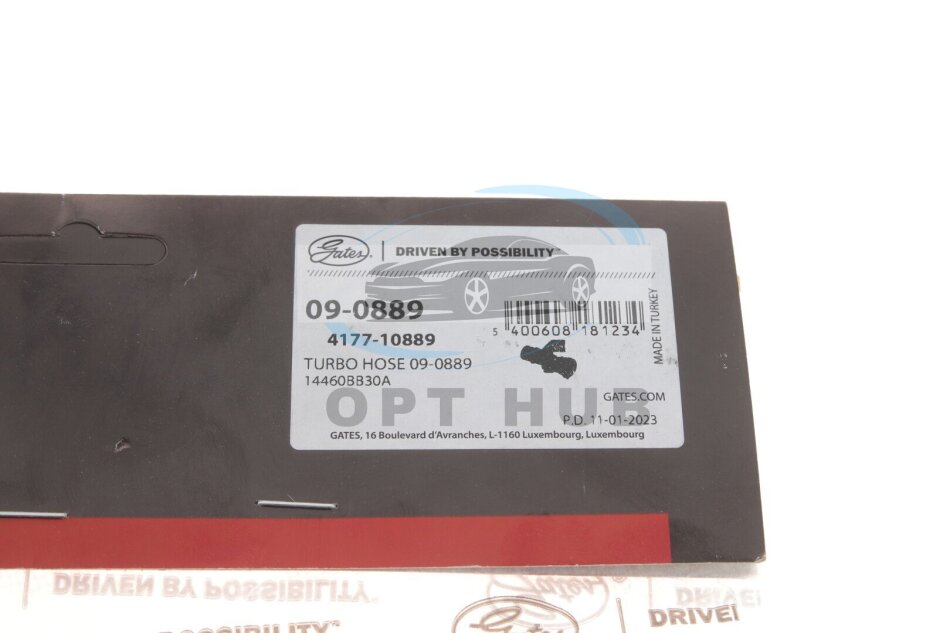 Gates. DRIVEN BY POSSIBILITY
09-0889
4177-10889
5 400608 181234
MADE IN TURKEY
TURBO HOSE 09-0889
14460BB30A
GATES.COM
OPT HUB
P.D. 11-01-2023
GATES, 16 Boulevard d'Avranches, L-1160 Luxembourg, Luxembourg
DRIVEN BY POSSIBILITY
Gates
POSSIBILITY™
Gates
DRIVEN